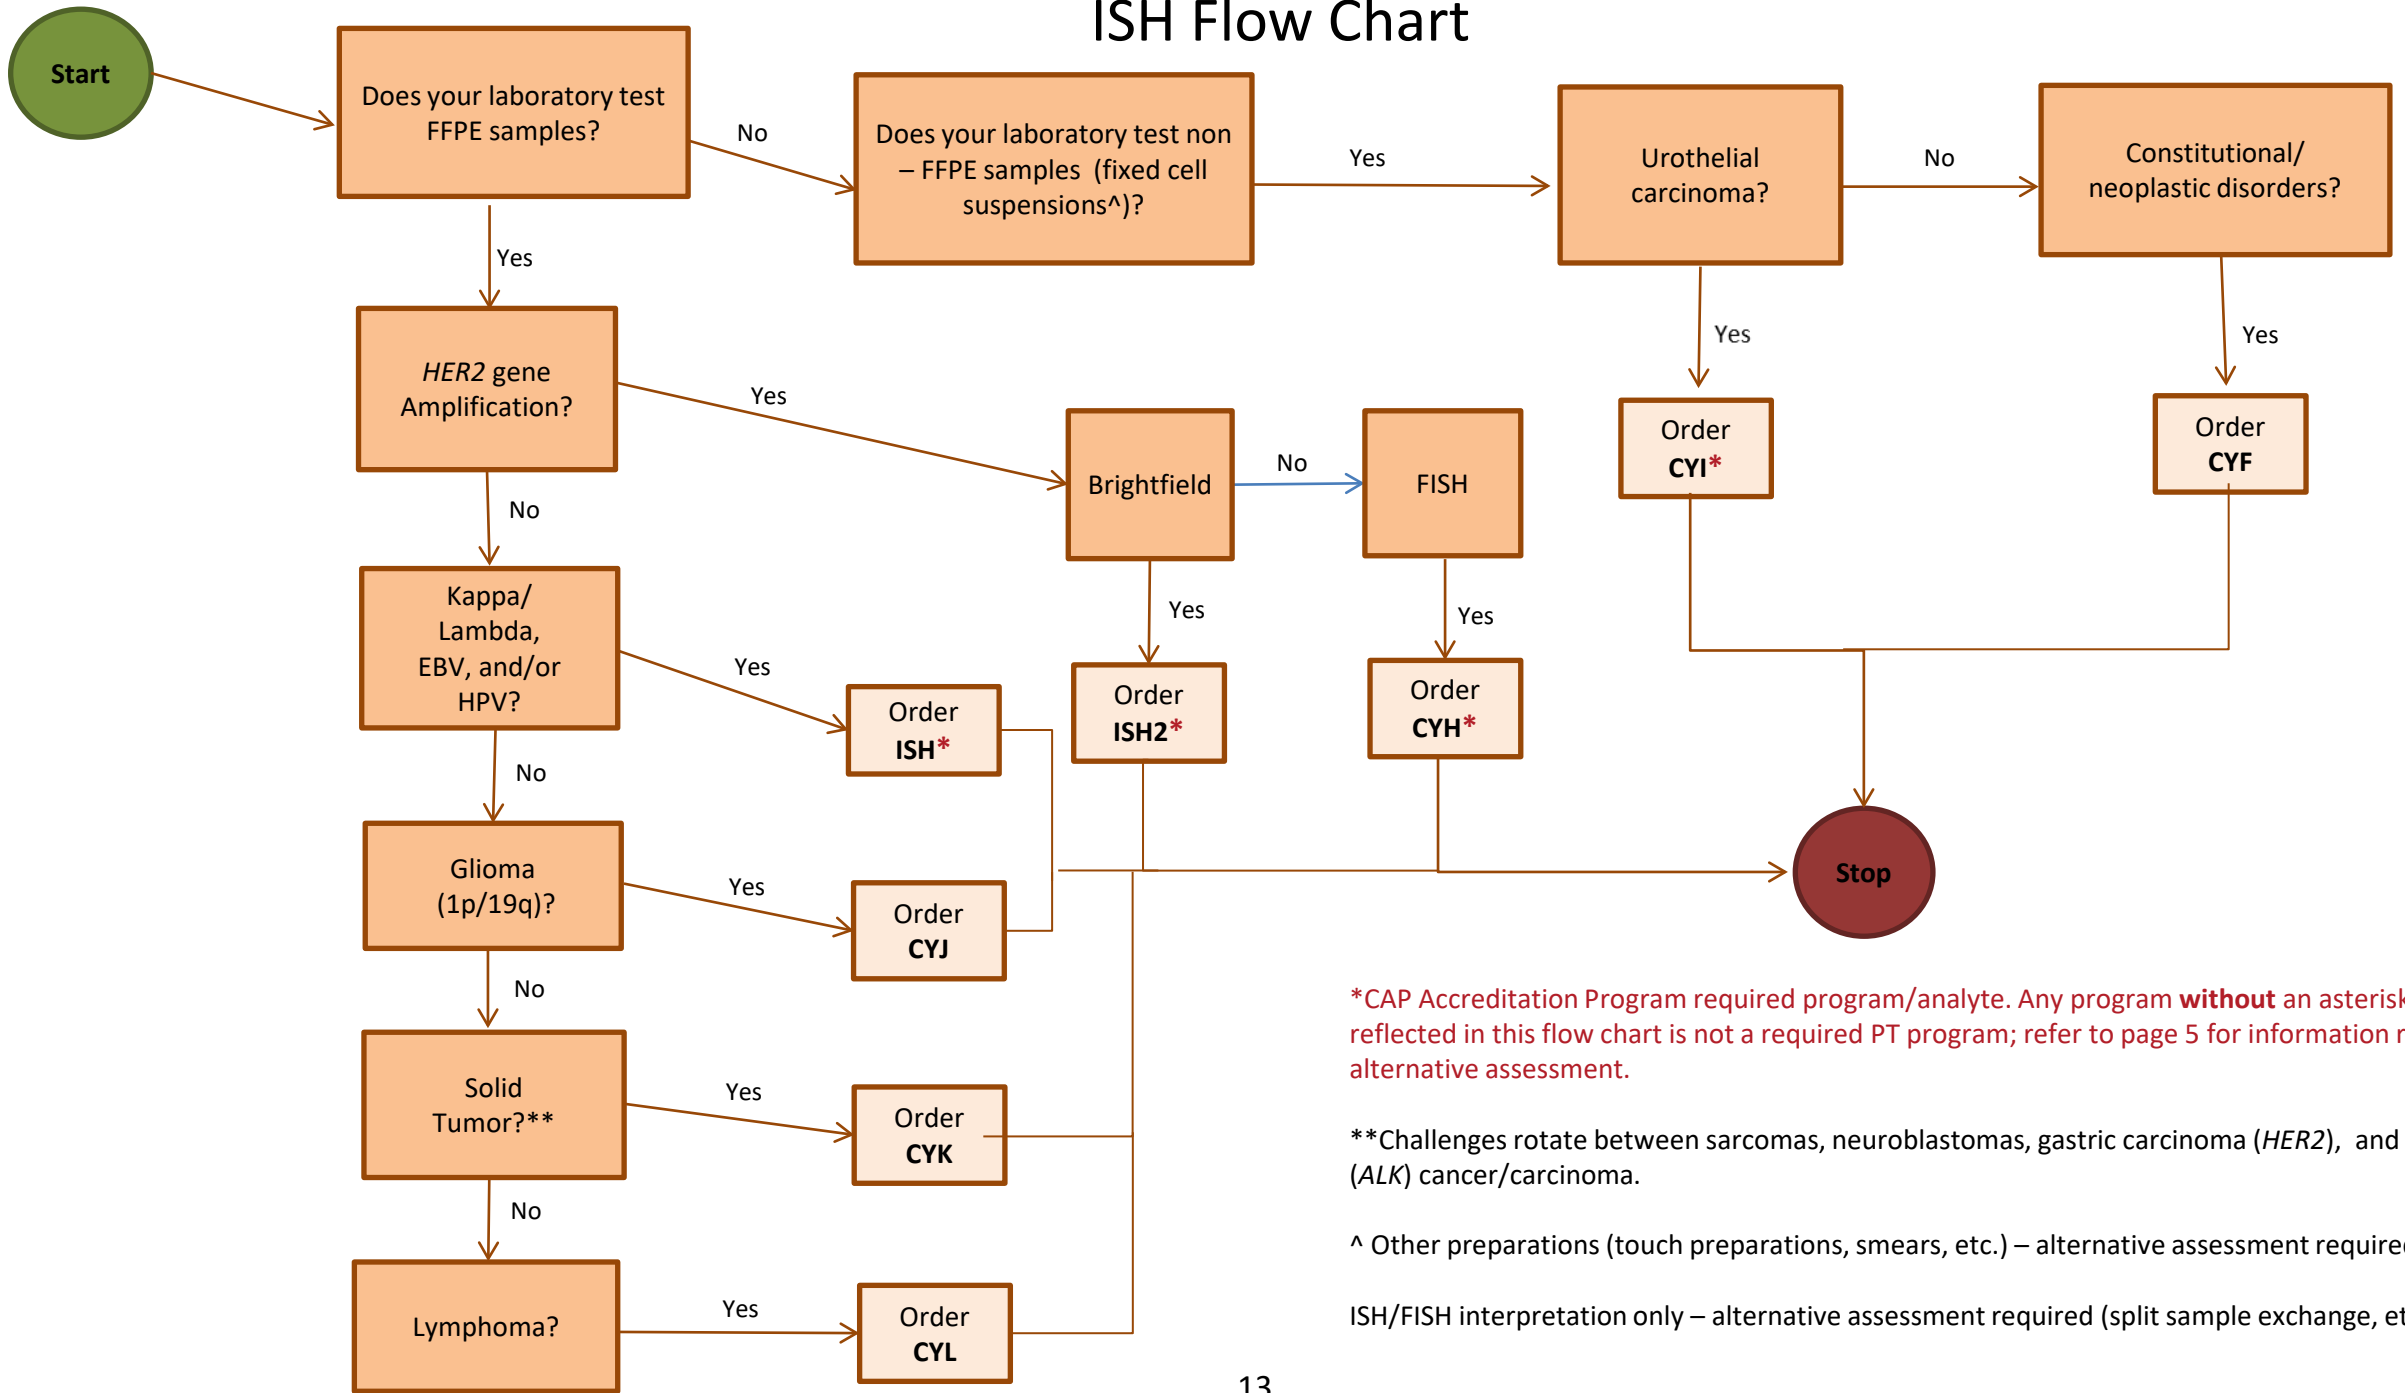 ISH Flow Chart
Start
Does your laboratory test
FFPE samples?
No
Does your laboratory test non
– FFPE samples (fixed cell
suspensions^)?
Yes
Urothelial
carcinoma?
No
Constitutional/
neoplastic disorders?
Yes
Yes
Yes
HER2 gene
Amplification?
Yes
Brightfield
No
FISH
Order
CYI*
Order
CYF
No
Yes
Yes
Kappa/
Lambda,
EBV, and/or
HPV?
Yes
Order
ISH*
Order
ISH2*
Order
CYH*
No
Glioma
(1p/19q)?
Yes
Order
CYJ
Stop
No
Solid
Tumor?**
Yes
Order
CYK
No
Lymphoma?
Yes
Order
CYL
*CAP Accreditation Program required program/analyte. Any program without an asterisk
reflected in this flow chart is not a required PT program; refer to page 5 for information
alternative assessment.
**Challenges rotate between sarcomas, neuroblastomas, gastric carcinoma (HER2), and
(ALK) cancer/carcinoma.
^ Other preparations (touch preparations, smears, etc.) – alternative assessment
ISH/FISH interpretation only – alternative assessment required (split sample exchange,
13